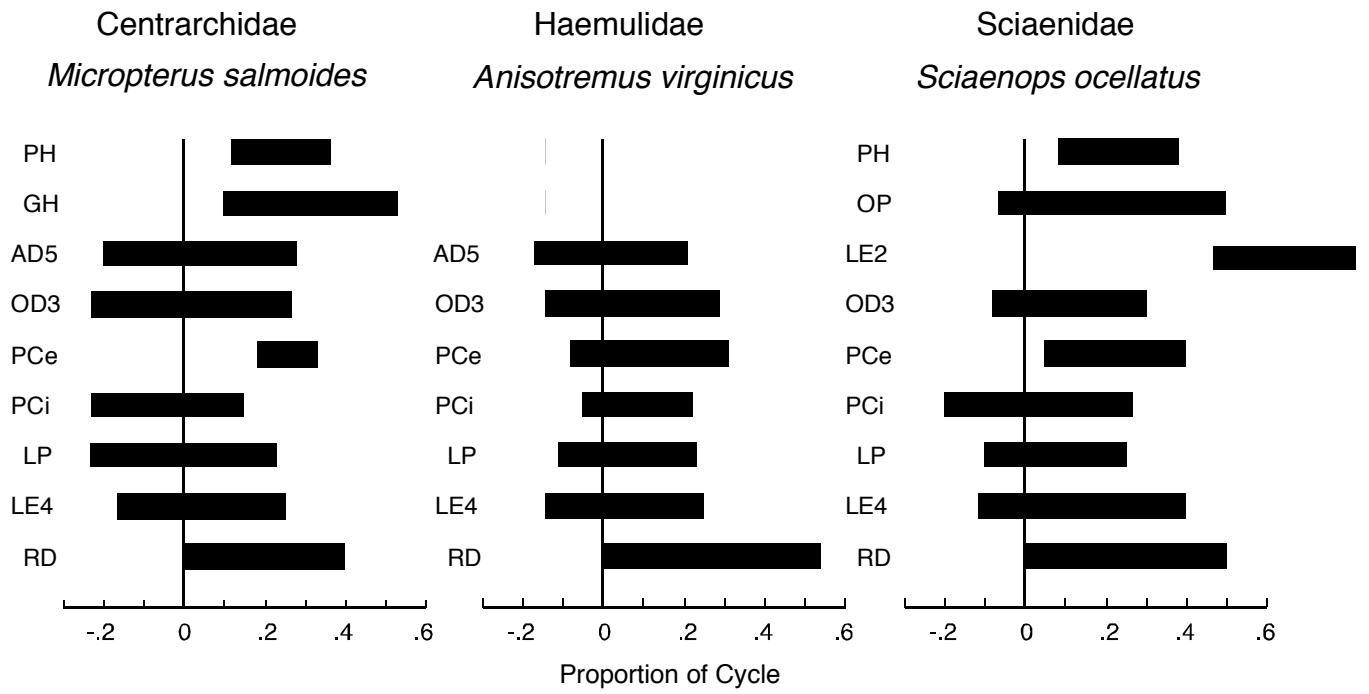 Centrarchidae
Micropterus salmoides
PH
GH
AD5
OD3
PCe
PCi
LP
LE4
RD
-.2 0 .2 .4 .6
Haemulidae
Anisotremus virginicus
AD5
OD3
PCe
PCi
LP
LE4
RD
-.2 0 .2 .4 .6
Sciaenidae
Sciaenops ocellatus
PH
OP
LE2
OD3
PCe
PCi
LP
LE4
RD
-.2 0 .2 .4 .6
Proportion of Cycle